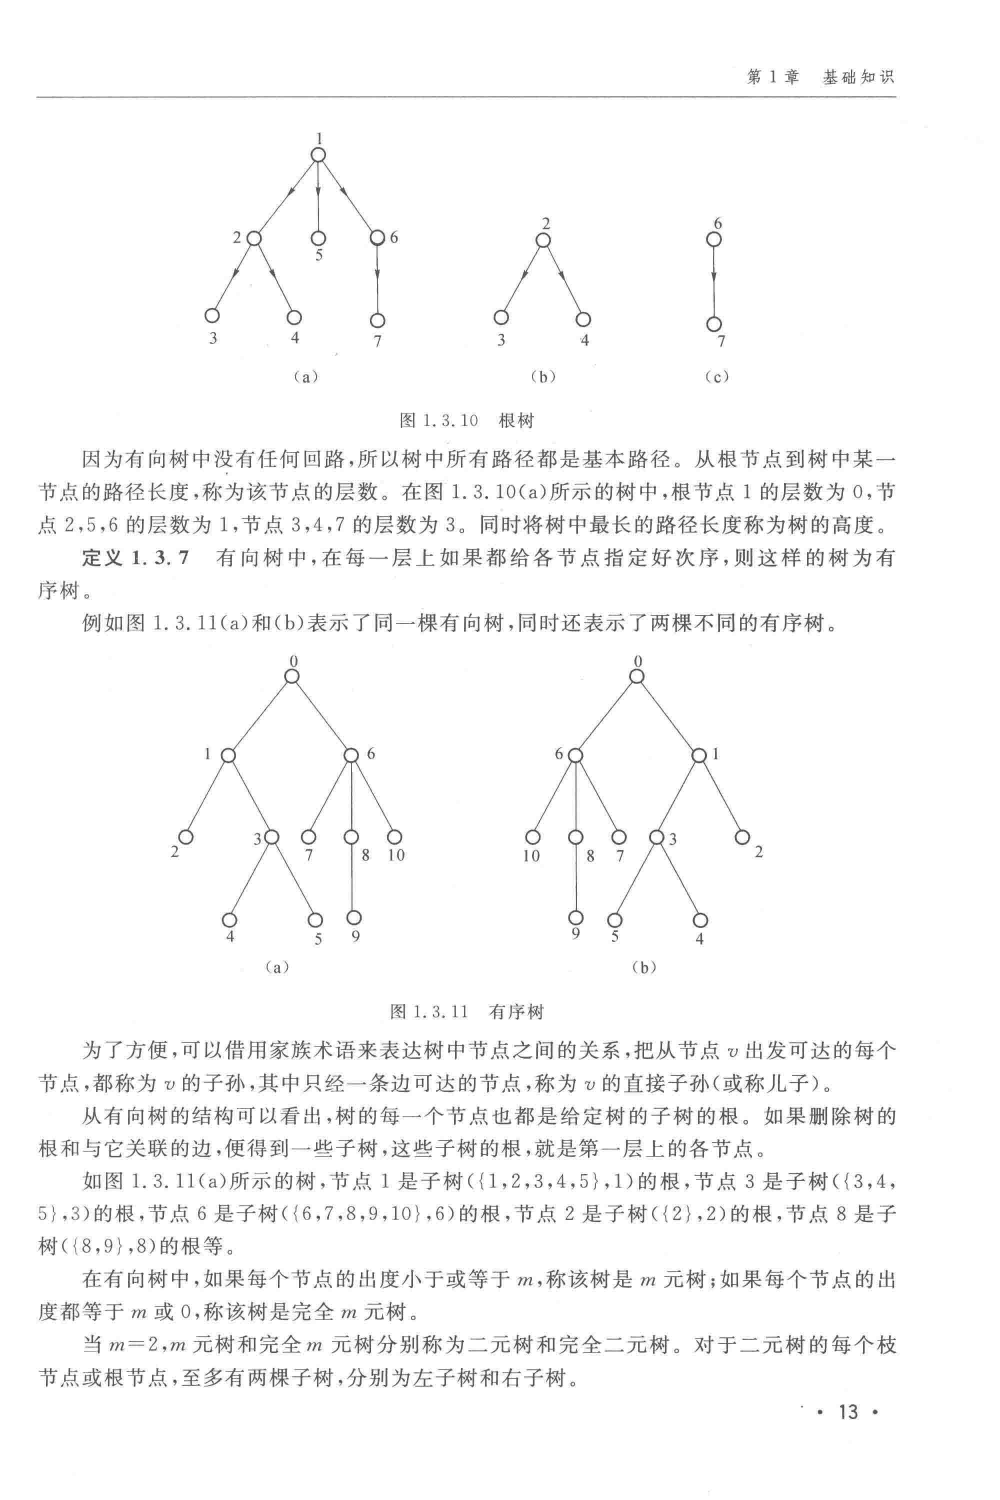 第1章 基础知识
1
2
5
6
3
4
7
2
3
4
6
7
(a)
(b)
(c)
图 1.3.10 根树
因为有向树中没有任何回路,所以树中所有路径都是基本路径。从根节点到树中某一
节点的路径长度,称为该节点的层数。在图 1.3.10(a)所示的树中,根节点 1 的层数为 0,节
点 2,5,6 的层数为 1,节点 3,4,7 的层数为 3。同时将树中最长的路径长度称为树的高度。
定义 1.3.7 有向树中,在每一层上如果都给各节点指定好次序,则这样的树为有
序树。
例如图 1.3.11(a)和(b)表示了同一棵有向树,同时还表示了两棵不同的有序树。
0
1
6
2
3
7
8
10
4
5
9
0
6
1
10
8
7
3
2
9
5
4
(a)
(b)
图 1.3.11 有序树
为了方便,可以借用家族术语来表达树中节点之间的关系,把从节点 v 出发可达的每个
节点,都称为 v 的子孙,其中只经一条边可达的节点,称为 v 的直接子孙(或称儿子)。
从有向树的结构可以看出,树的每一个节点也都是给定树的子树的根。如果删除树的
根和与它关联的边,便得到一些子树,这些子树的根,就是第一层上的各节点。
如图 1.3.11(a)所示的树,节点 1 是子树({1,2,3,4,5},1)的根,节点 3 是子树({3,4,
5},3)的根,节点 6 是子树({6,7,8,9,10},6)的根,节点 2 是子树({2},2)的根,节点 8 是子
树({8,9},8)的根等。
在有向树中,如果每个节点的出度小于或等于 m,称该树是 m 元树;如果每个节点的出
度都等于 m 或 0,称该树是完全 m 元树。
当 m=2,m 元树和完全 m 元树分别称为二元树和完全二元树。对于二元树的每个枝
节点或根节点,至多有两棵子树,分别为左子树和右子树。
· 13 ·